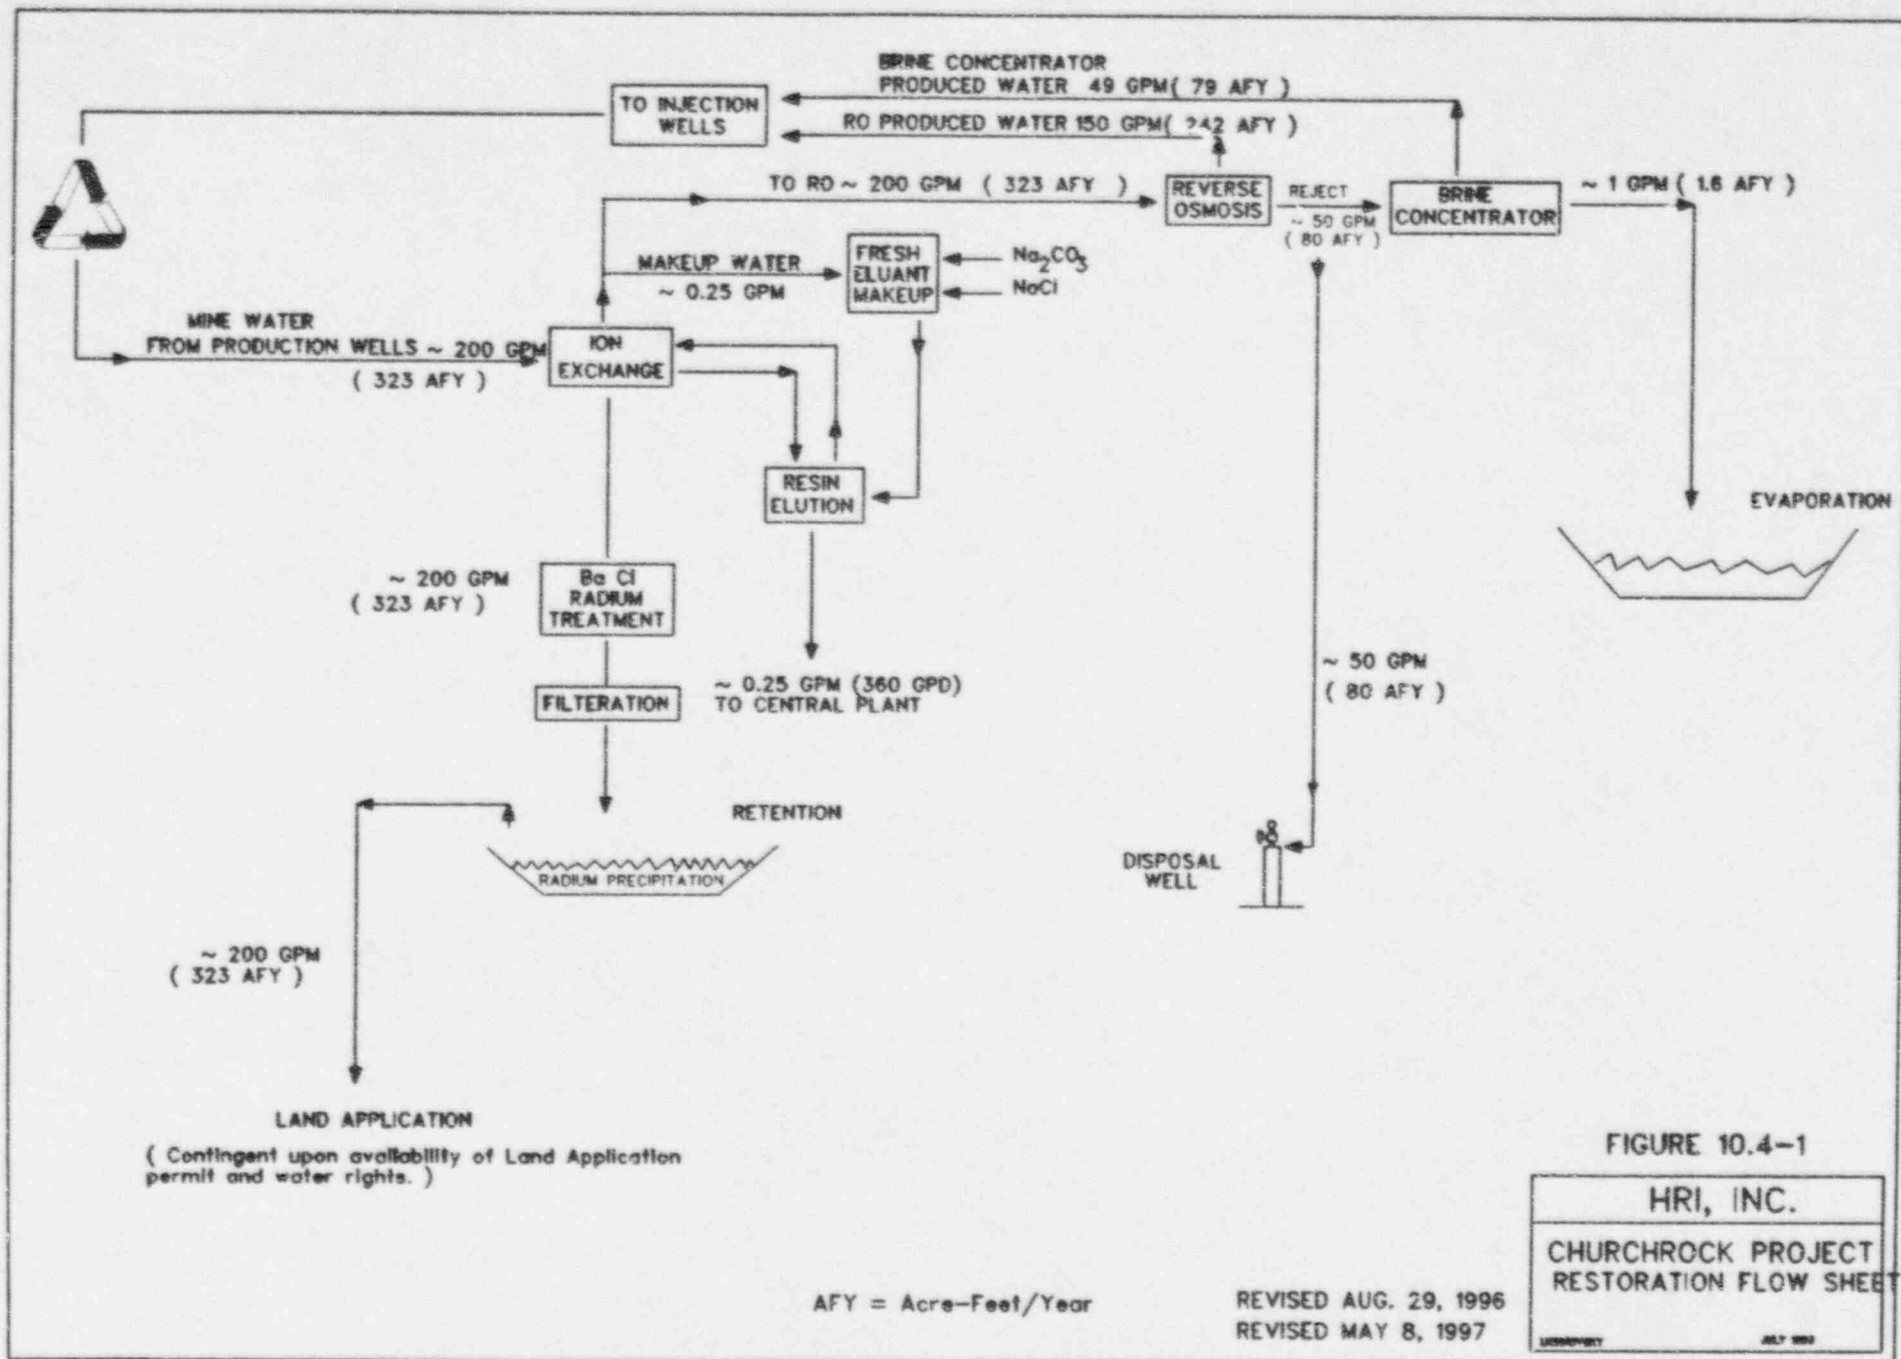 BRINE CONCENTRATOR
PRODUCED WATER 49 GPM( 79 AFY )
TO INJECTION
WELLS
RO PRODUCED WATER 150 GPM( 242 AFY )
TO RO ~ 200 GPM ( 323 AFY )
REVERSE
OSMOSIS
REJECT
~ 50 GPM
( 80 AFY )
BRINE
CONCENTRATOR
~ 1 GPM ( 1.6 AFY )
MAKEUP WATER
~ 0.25 GPM
FRESH
ELUANT
MAKEUP
Na2CO3
NaCl
MINE WATER
FROM PRODUCTION WELLS ~ 200 GPM
( 323 AFY )
ION
EXCHANGE
RESIN
ELUTION
EVAPORATION
~ 200 GPM
( 323 AFY )
Ba Cl
RADIUM
TREATMENT
~ 50 GPM
( 80 AFY )
FILTERATION
~ 0.25 GPM (360 GPD)
TO CENTRAL PLANT
RETENTION
RADIUM PRECIPITATION
DISPOSAL
WELL
~ 200 GPM
( 323 AFY )
LAND APPLICATION
( Contingent upon availability of Land Application
permit and water rights. )
FIGURE 10.4-1
HRI, INC.
CHURCHROCK PROJECT
RESTORATION FLOW SHEET
AFY = Acre-Feet/Year
REVISED AUG. 29, 1996
REVISED MAY 8, 1997
JULY